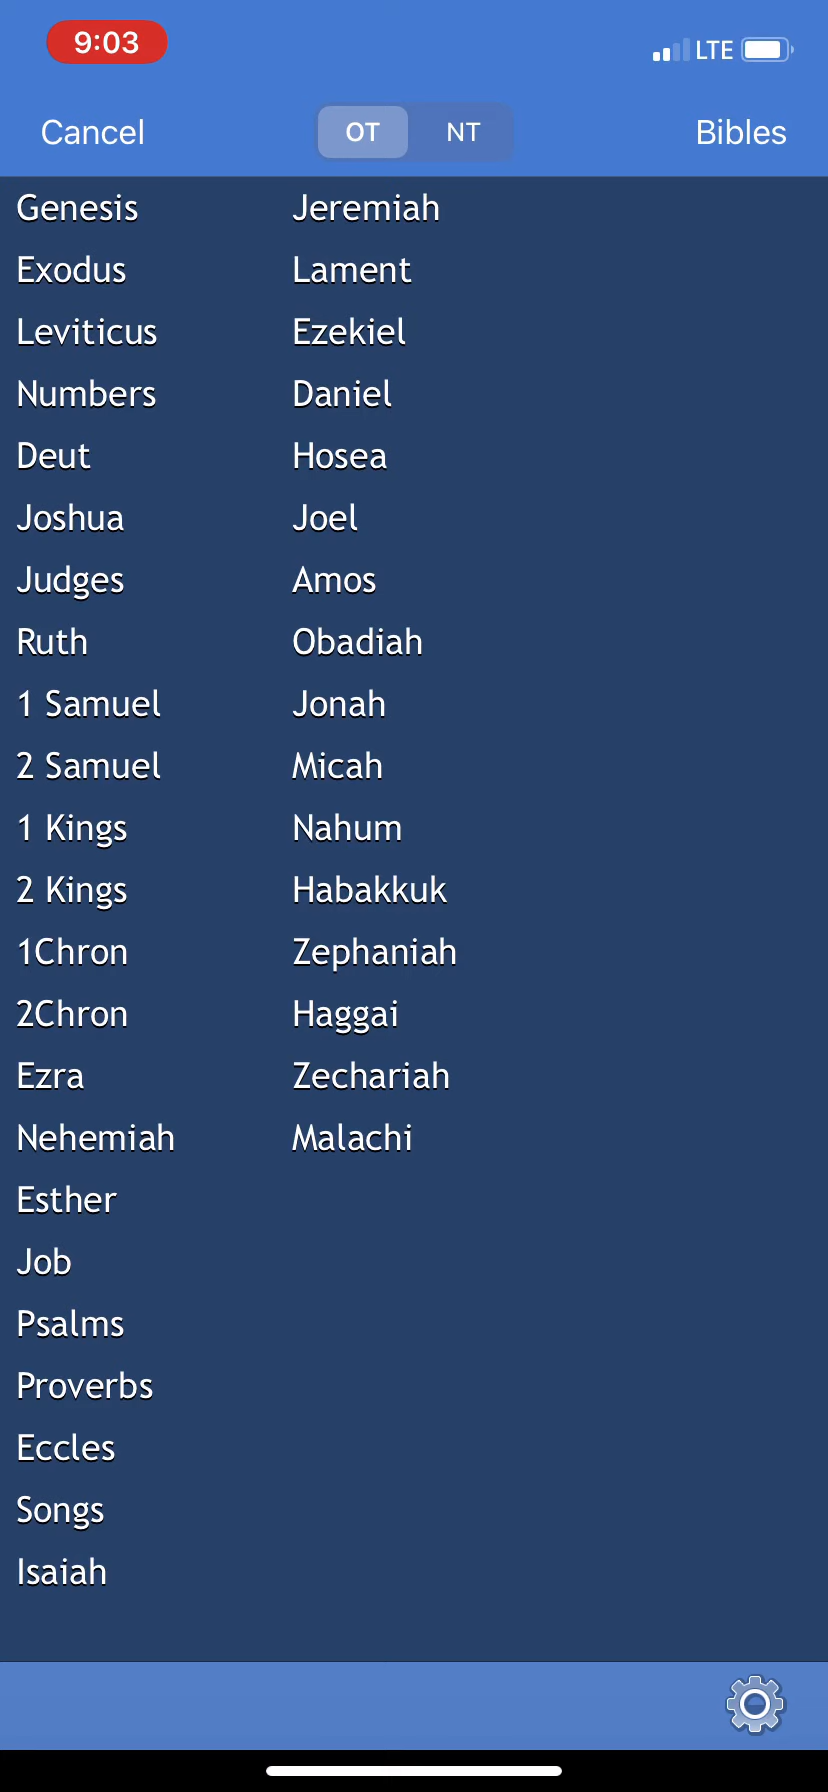 9:03 LTE
Cancel OT NT Bibles
Genesis
Exodus
Leviticus
Numbers
Deut
Joshua
Judges
Ruth
1 Samuel
2 Samuel
1 Kings
2 Kings
1Chron
2Chron
Ezra
Nehemiah
Esther
Job
Psalms
Proverbs
Eccles
Songs
Isaiah
Jeremiah
Lament
Ezekiel
Daniel
Hosea
Joel
Amos
Obadiah
Jonah
Micah
Nahum
Habakkuk
Zephaniah
Haggai
Zechariah
Malachi